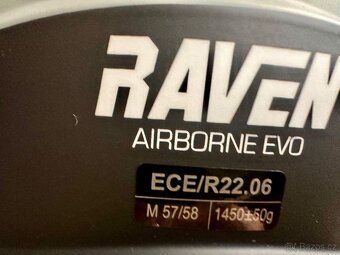 RAVEN
AIRBORNE EVO
ECE/R22.06
M 57/58 1450±50g